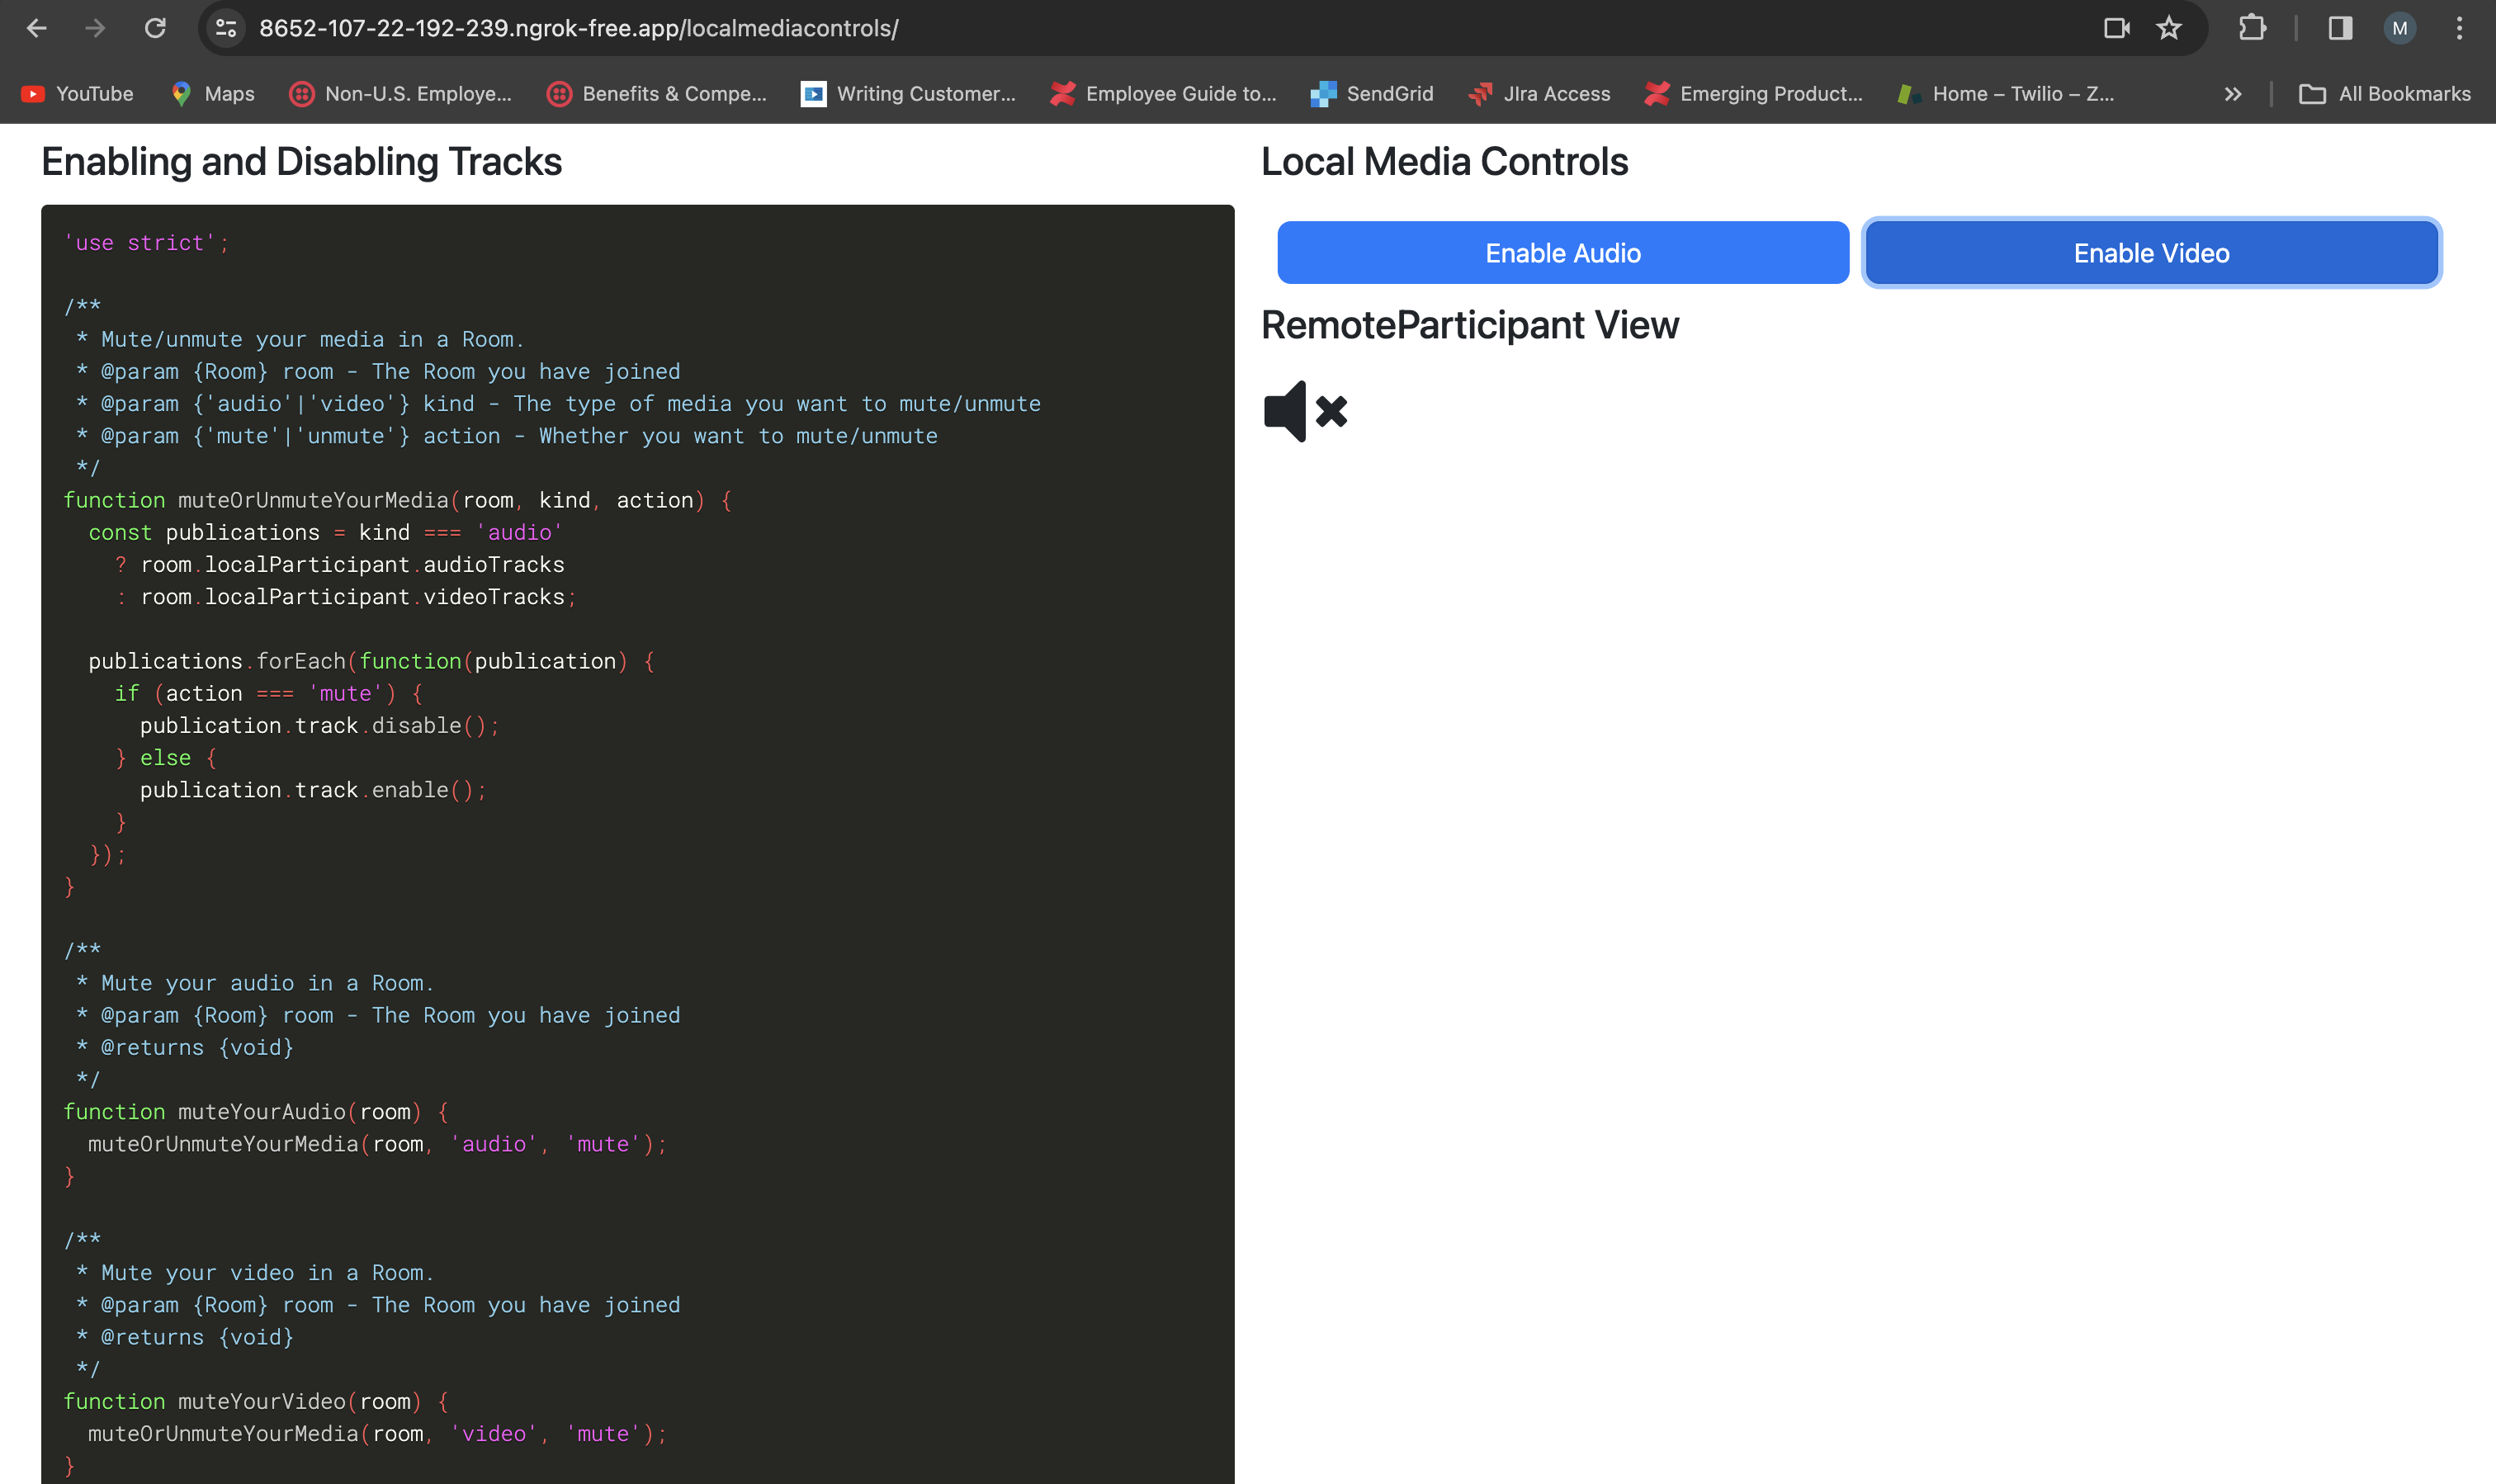 8652-107-22-192-239.ngrok-free.app/localmediacontrols/
M
YouTube
Maps
Non-U.S. Employe...
Benefits & Compe...
Writing Customer...
Employee Guide to...
SendGrid
JIra Access
Emerging Product...
Home – Twilio – Z...
All Bookmarks
Enabling and Disabling Tracks
'use strict';
/**
 * Mute/unmute your media in a Room.
 * @param {Room} room - The Room you have joined
 * @param {'audio'|'video'} kind - The type of media you want to mute/unmute
 * @param {'mute'|'unmute'} action - Whether you want to mute/unmute
 */
function muteOrUnmuteYourMedia(room, kind, action) {
  const publications = kind === 'audio'
    ? room.localParticipant.audioTracks
    : room.localParticipant.videoTracks;
  publications.forEach(function(publication) {
    if (action === 'mute') {
      publication.track.disable();
    } else {
      publication.track.enable();
    }
  });
}
/**
 * Mute your audio in a Room.
 * @param {Room} room - The Room you have joined
 * @returns {void}
 */
function muteYourAudio(room) {
  muteOrUnmuteYourMedia(room, 'audio', 'mute');
}
/**
 * Mute your video in a Room.
 * @param {Room} room - The Room you have joined
 * @returns {void}
 */
function muteYourVideo(room) {
  muteOrUnmuteYourMedia(room, 'video', 'mute');
}
Local Media Controls
Enable Audio
Enable Video
RemoteParticipant View